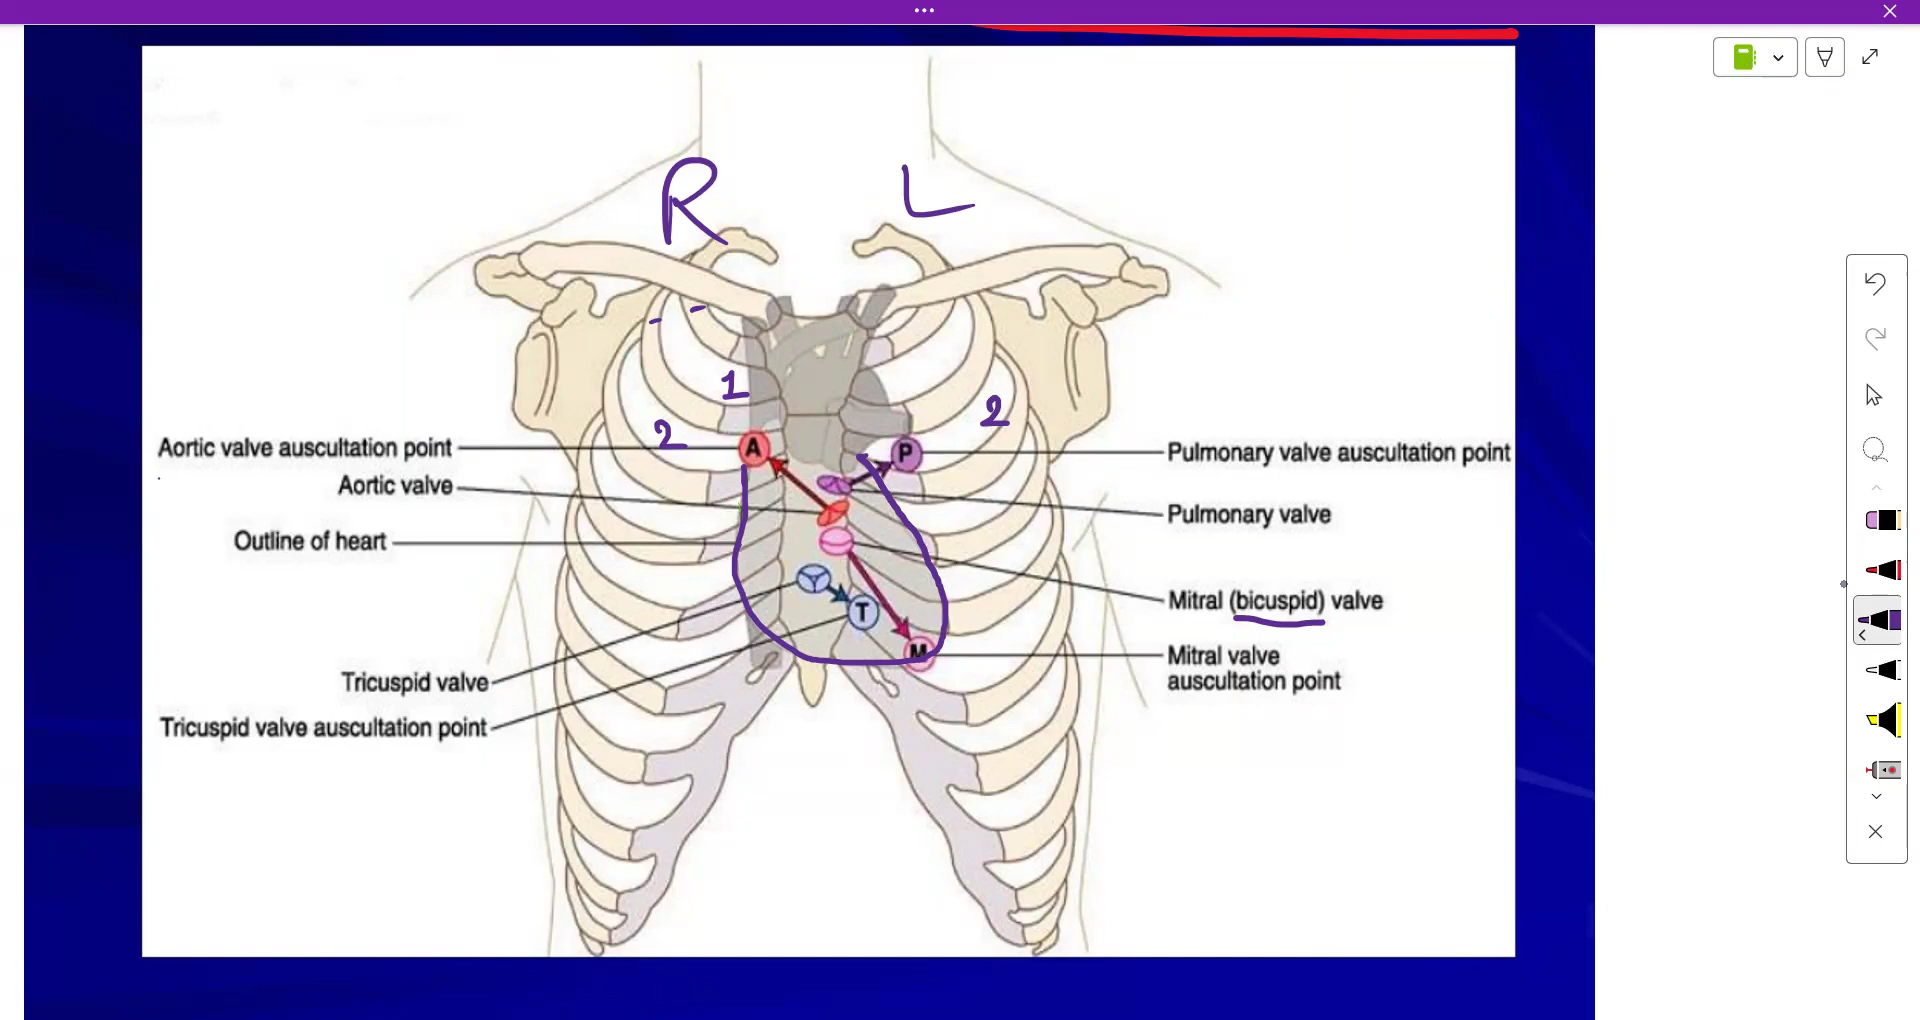 R
L
1
2
2
A
P
T
M
Aortic valve auscultation point
Aortic valve
Outline of heart
Tricuspid valve
Tricuspid valve auscultation point
Pulmonary valve auscultation point
Pulmonary valve
Mitral (bicuspid) valve
Mitral valve
auscultation point